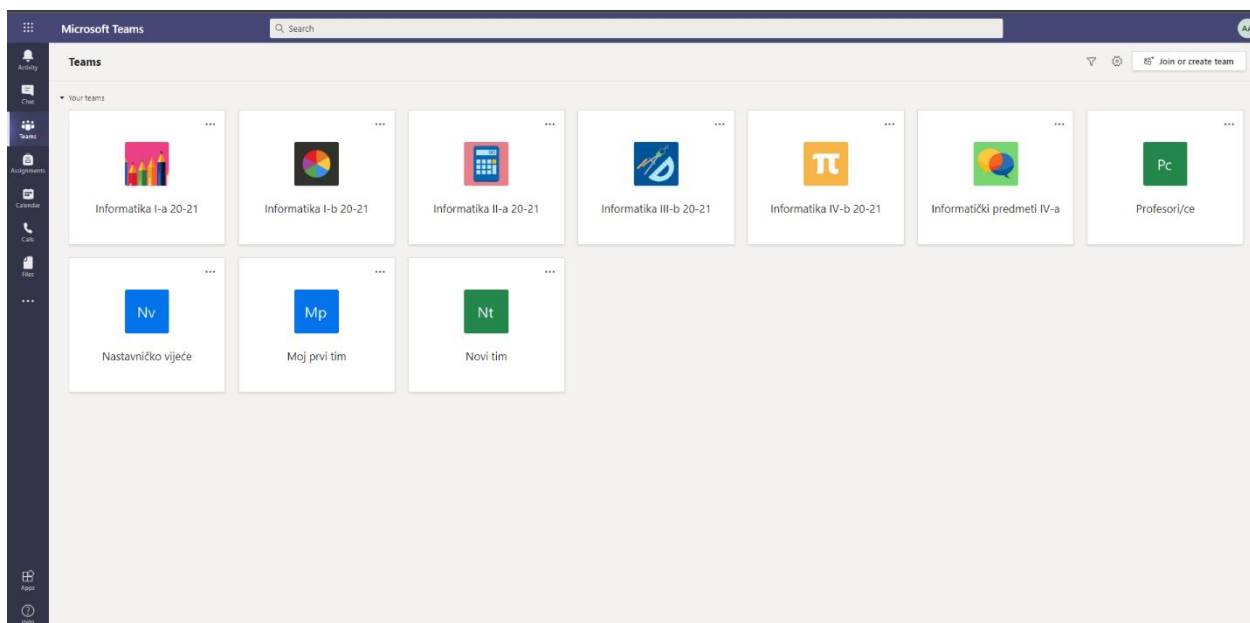 Microsoft Teams
Search
AA
Activity
Chat
Teams
Assignments
Calendar
Calls
Files
Apps
Help
Teams
Join or create team
Your teams
Informatika I-a 20-21
Informatika I-b 20-21
Informatika II-a 20-21
Informatika III-b 20-21
π
Informatika IV-b 20-21
Informatički predmeti IV-a
Pc
Profesori/ce
Nv
Nastavničko vijeće
Mp
Moj prvi tim
Nt
Novi tim